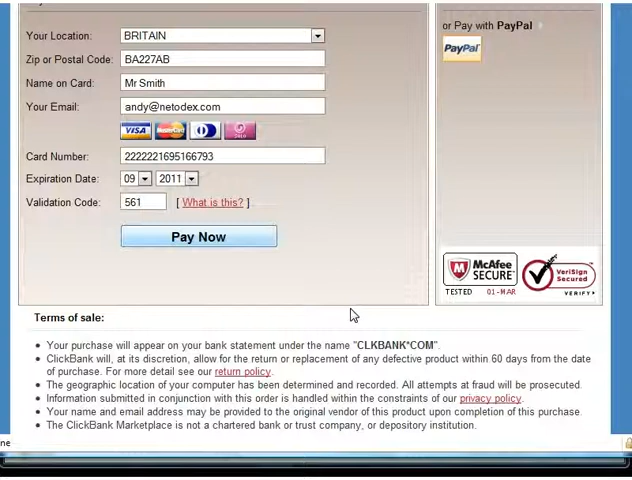 Your Location: BRITAIN
or Pay with PayPal
Zip or Postal Code: BA227AB
PayPal
Name on Card: Mr Smith
Your Email: andy@netodex.com
VISA MasterCard
Card Number: 2222221695166793
Expiration Date: 09 2011
Validation Code: 561 [ What is this? ]
Pay Now
McAfee SECURE
TESTED 01-MAR
VeriSign Secured
VERIFY
Terms of sale:
Your purchase will appear on your bank statement under the name "CLKBANK*COM".
ClickBank will, at its discretion, allow for the return or replacement of any defective product within 60 days from the date
of purchase. For more detail see our return policy.
The geographic location of your computer has been determined and recorded. All attempts at fraud will be prosecuted.
Information submitted in conjunction with this order is handled within the constraints of our privacy policy.
Your name and email address may be provided to the original vendor of this product upon completion of this purchase.
The ClickBank Marketplace is not a chartered bank or trust company, or depository institution.
ne